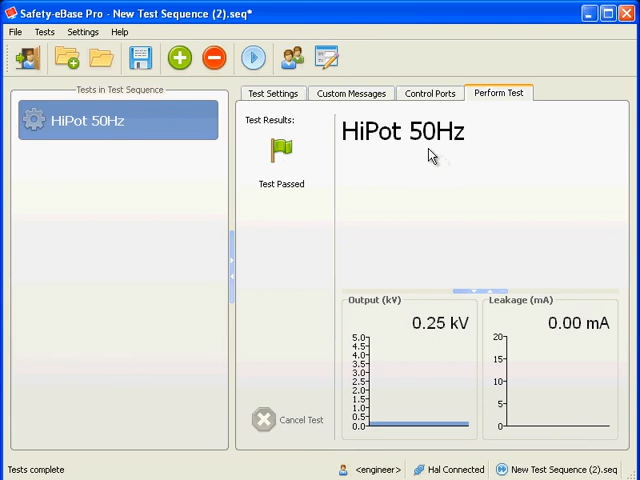 Safety-eBase Pro - New Test Sequence (2).seq*
File Tests Settings Help
Tests in Test Sequence
HiPot 50Hz
Test Settings Custom Messages Control Ports Perform Test
Test Results:
Test Passed
HiPot 50Hz
Output (kV)
0.25 kV
5.0
4.5
4.0
3.5
3.0
2.5
2.0
1.5
1.0
0.5
0.0
Leakage (mA)
0.00 mA
20
15
10
5
0
Cancel Test
Tests complete
<engineer> Hal Connected New Test Sequence (2).seq